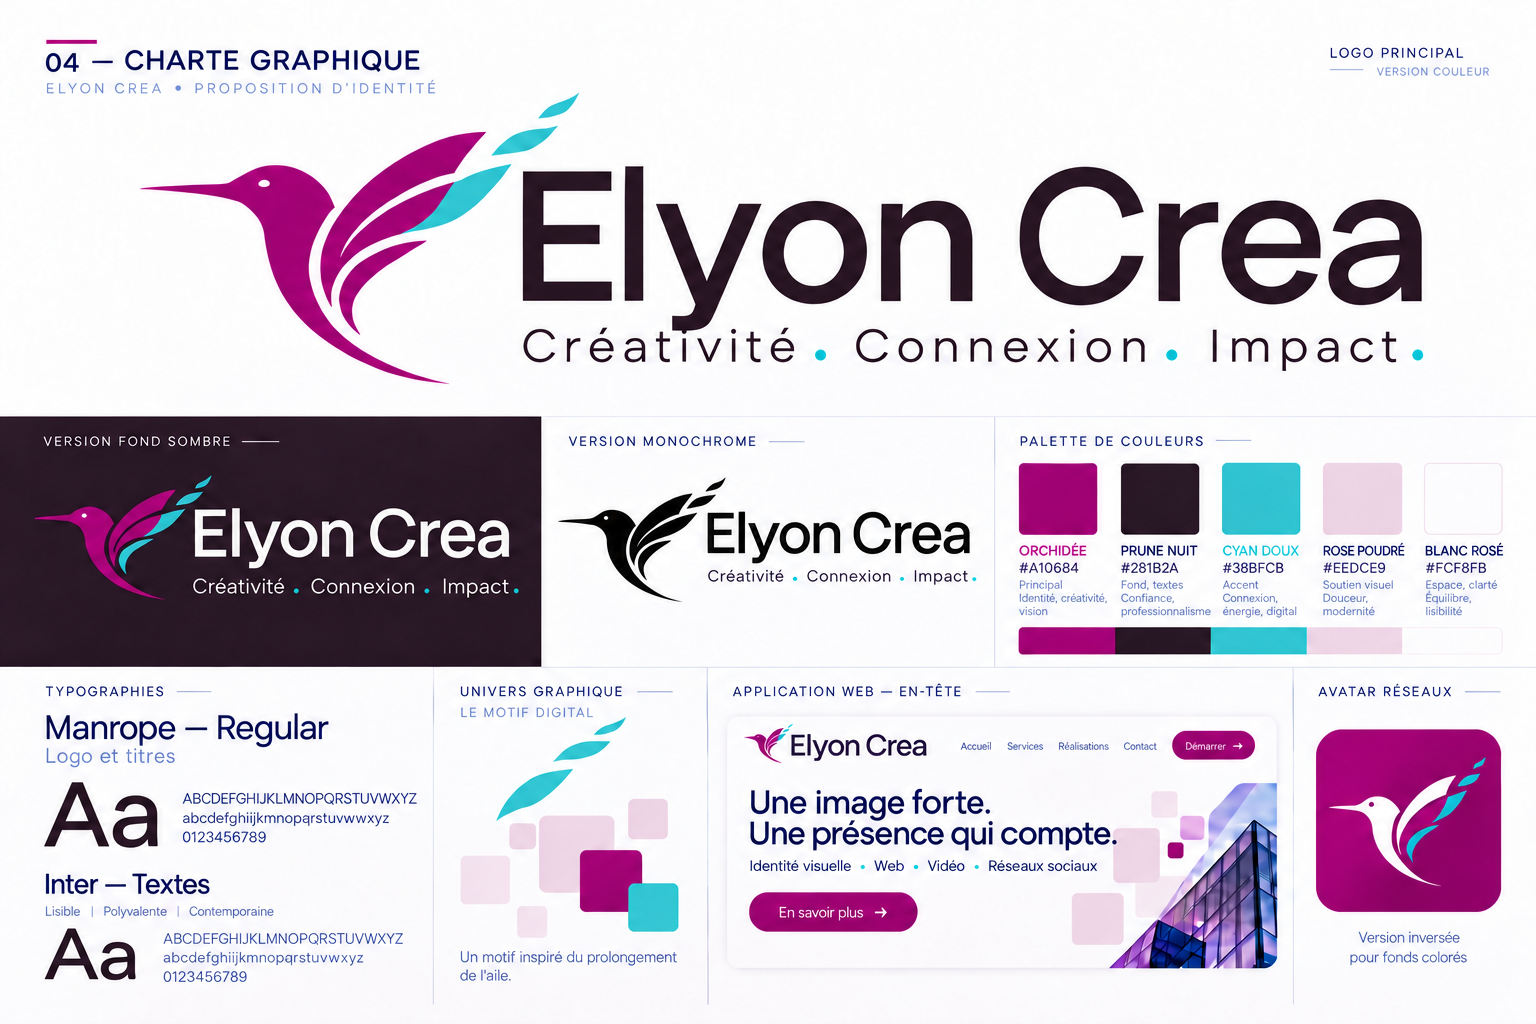 04 — CHARTE GRAPHIQUE
ELYON CREA • PROPOSITION D'IDENTITÉ
LOGO PRINCIPAL
VERSION COULEUR
Elyon Crea
Créativité . Connexion . Impact .
VERSION FOND SOMBRE
Elyon Crea
Créativité . Connexion . Impact .
VERSION MONOCHROME
Elyon Crea
Créativité . Connexion . Impact .
PALETTE DE COULEURS
ORCHIDÉE
#A10684
Principal
Identité, créativité,
vision
PRUNE NUIT
#281B2A
Fond, textes
Confiance,
professionnalisme
CYAN DOUX
#38BFCB
Accent
Connexion,
énergie, digital
ROSE POUDRÉ
#EEDCE9
Soutien visuel
Douceur,
modernité
BLANC ROSÉ
#FCF8FB
Espace, clarté
Équilibre,
lisibilité
TYPOGRAPHIES
Manrope — Regular
Logo et titres
Aa
ABCDEFGHIJKLMNOPQRSTUVWXYZ
abcdefghiijkmnopqrstuvwwxyz
0123456789
Inter — Textes
Lisible | Polyvalente | Contemporaine
Aa
ABCDEFGHIJKLMNOPQRSTUVWXYZ
abcdefghiijkmnopqrstuvwxyz
0123456789
UNIVERS GRAPHIQUE
LE MOTIF DIGITAL
Un motif inspiré du prolongement
de l'aile.
APPLICATION WEB — EN-TÊTE
Elyon Crea
Accueil Services Réalisations Contact Démarrer →
Une image forte.
Une présence qui compte.
Identité visuelle • Web • Vidéo • Réseaux sociaux
En savoir plus →
AVATAR RÉSEAUX
Version inversée
pour fonds colorés